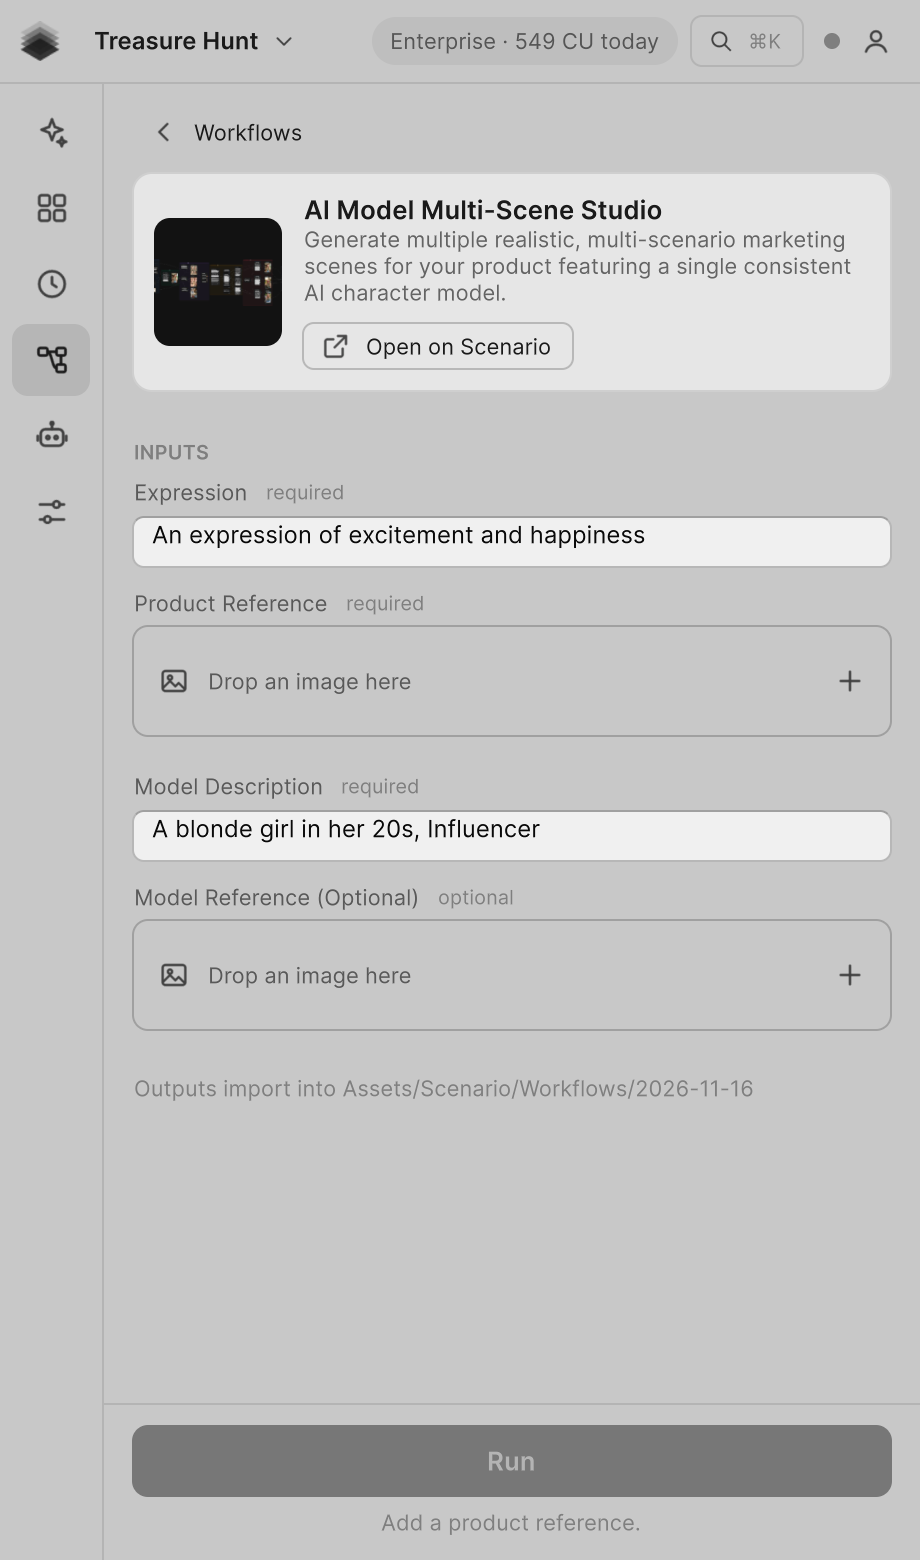 Treasure Hunt
Enterprise · 549 CU today
⌘K
Workflows
AI Model Multi-Scene Studio
Generate multiple realistic, multi-scenario marketing
scenes for your product featuring a single consistent
AI character model.
Open on Scenario
INPUTS
Expression required
An expression of excitement and happiness
Product Reference required
Drop an image here
Model Description required
A blonde girl in her 20s, Influencer
Model Reference (Optional) optional
Drop an image here
Outputs import into Assets/Scenario/Workflows/2026-11-16
Run
Add a product reference.